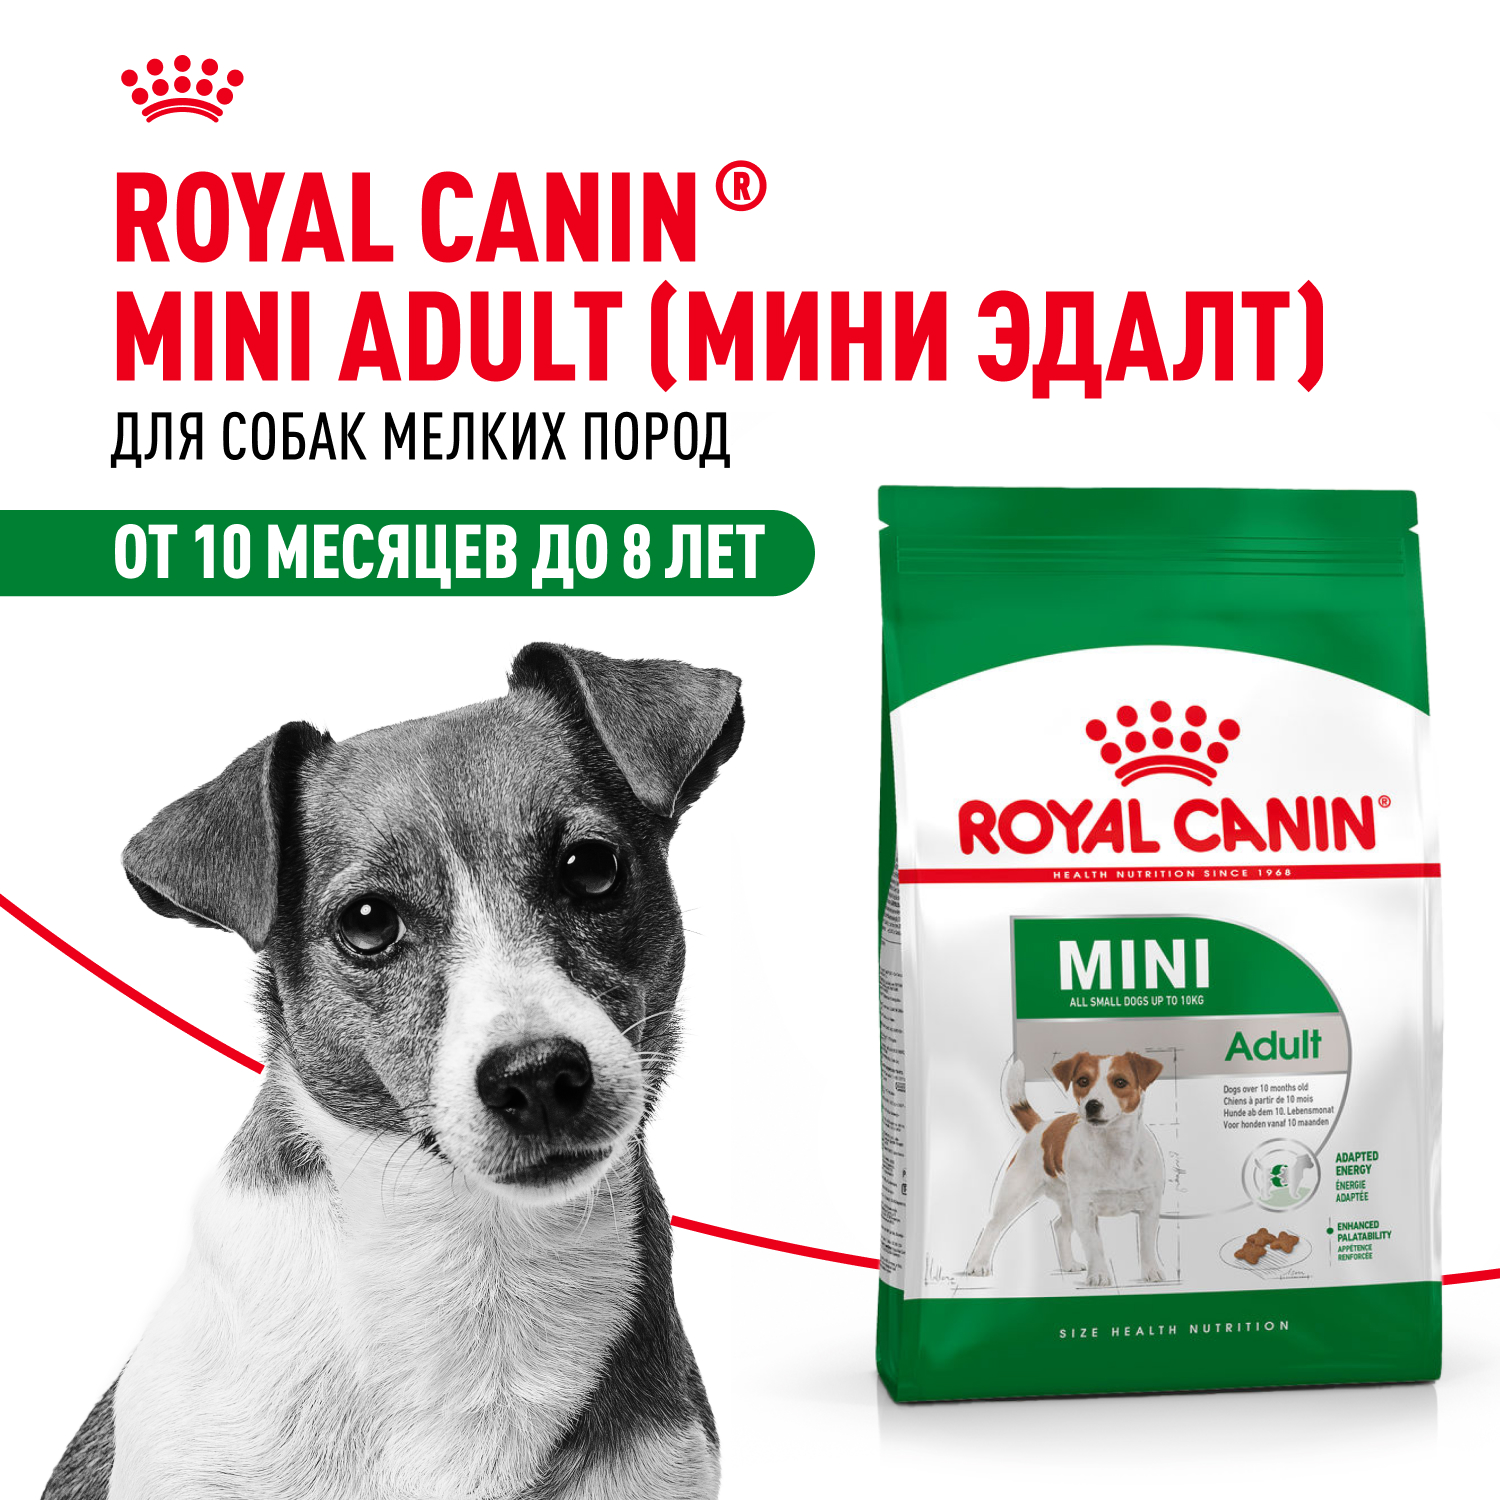 ROYAL CANIN®
MINI ADULT (МИНИ ЭДАЛТ)
ДЛЯ СОБАК МЕЛКИХ ПОРОД
ОТ 10 МЕСЯЦЕВ ДО 8 ЛЕТ
ROYAL CANIN®
HEALTH NUTRITION SINCE 1968
MINI
ALL SMALL DOGS UP TO 10KG
Adult
Dogs over 10 months old
Chiens à partir de 10 mois
Hunde ab dem 10. Lebensmonat
Voor honden vanaf 10 maanden
ADAPTED
ENERGY
ÉNERGIE
ADAPTÉE
ENHANCED
PALATABILITY
APPÉTENCE
RENFORCÉE
SIZE HEALTH NUTRITION